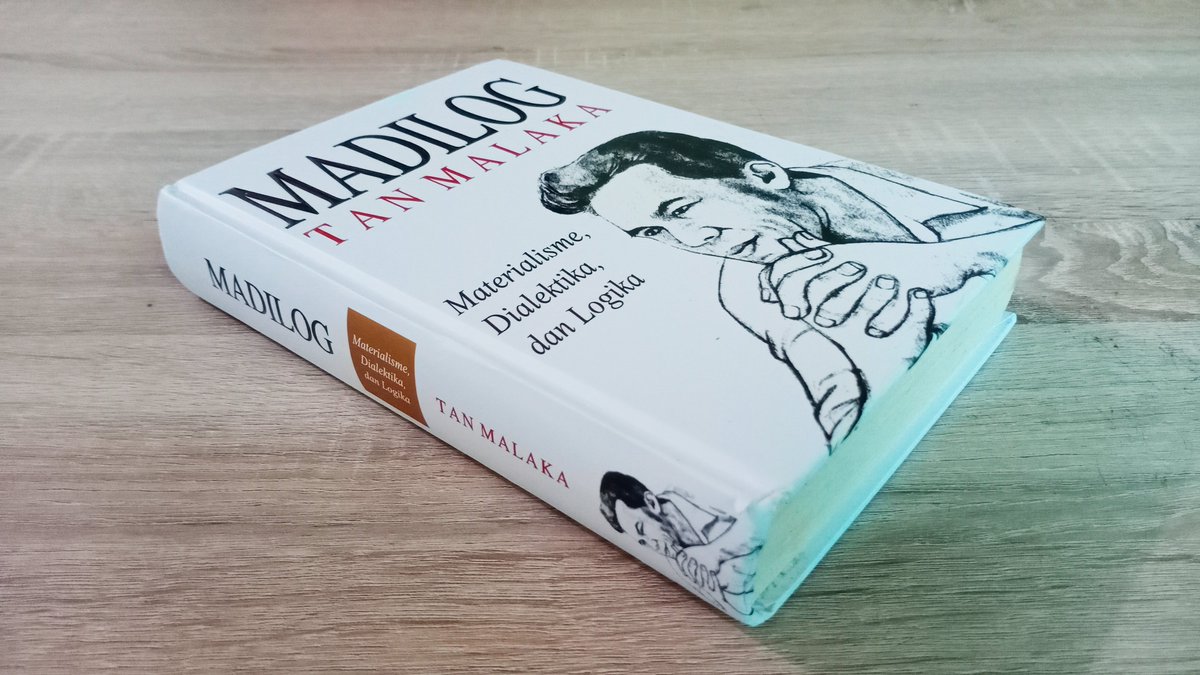 MADILOG
TAN MALAKA
Materialisme,
Dialektika,
dan Logika
MADILOG
Materialisme,
Dialektika,
dan Logika
TAN MALAKA